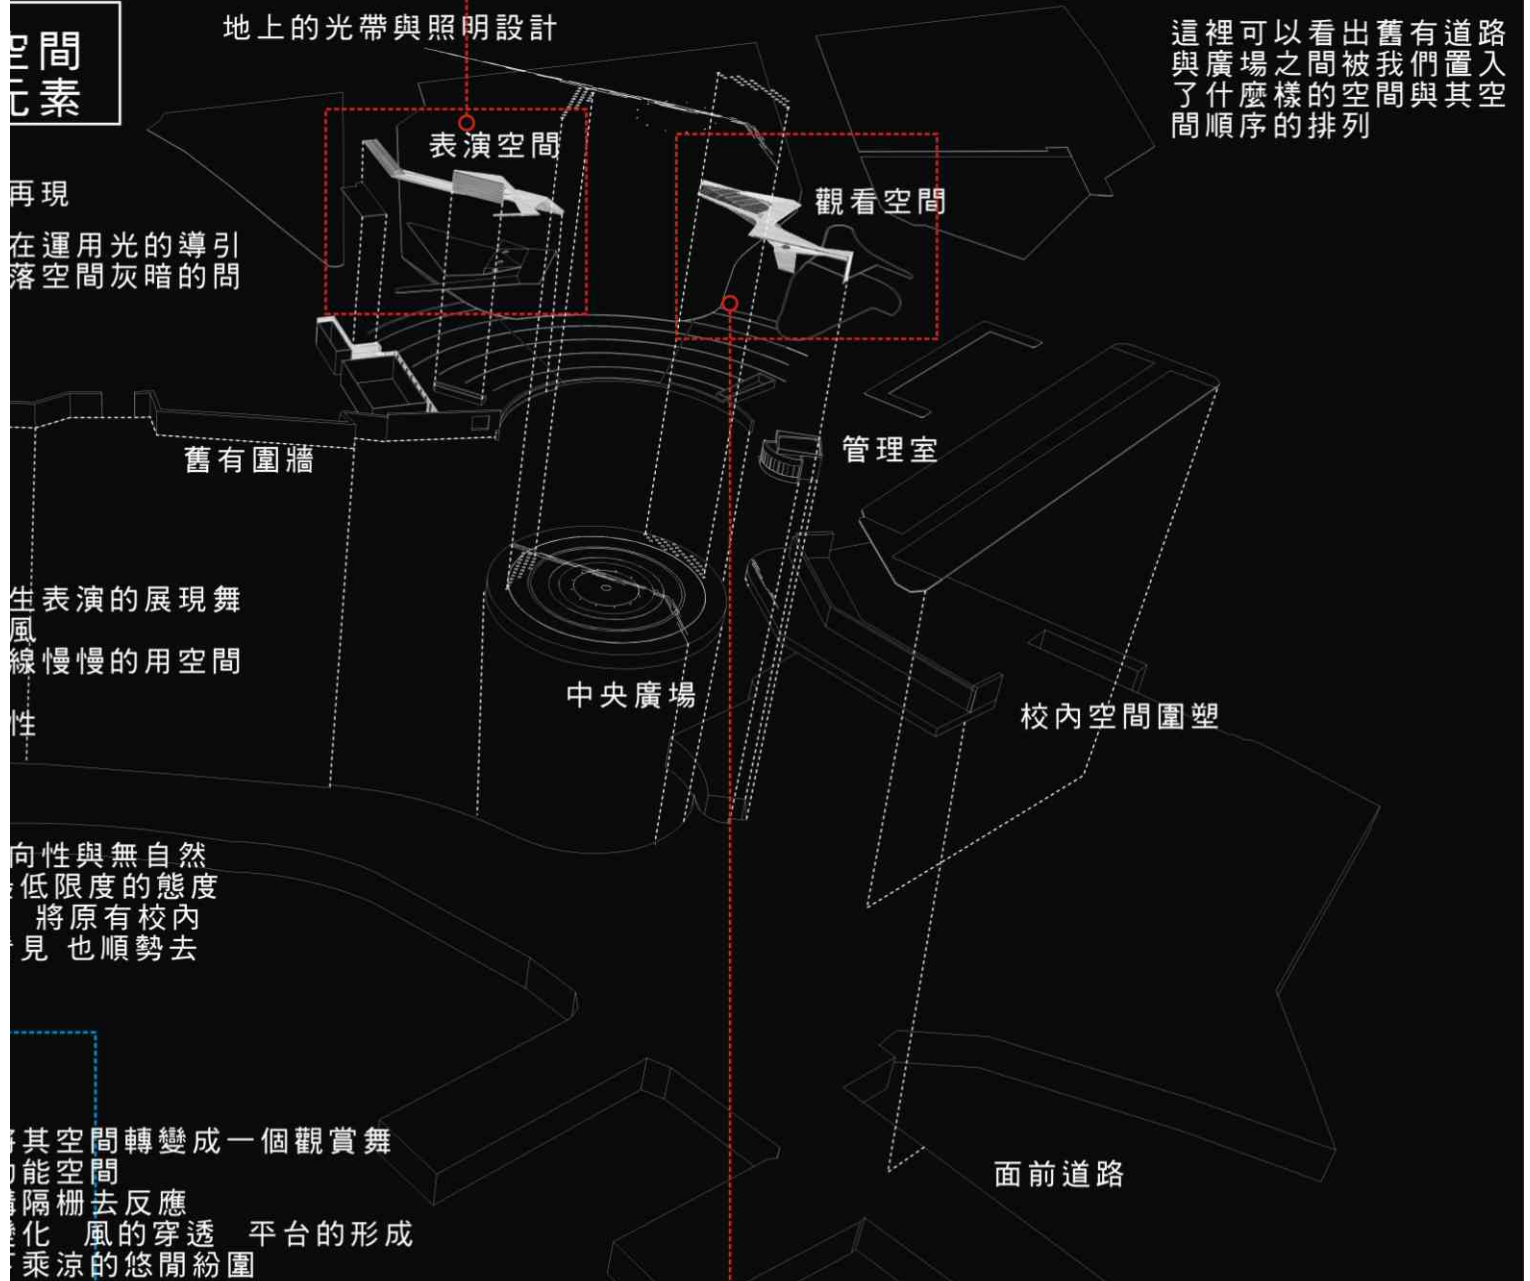 空間
元素
地上的光帶與照明設計
這裡可以看出舊有道路
與廣場之間被我們置入
了什麼樣的空間與其空
間順序的排列
表演空間
觀看空間
再現
在運用光的導引
落空間灰暗的問
舊有圍牆
管理室
生表演的展現舞
風
線慢慢的用空間
性
中央廣場
校內空間圍塑
向性與無自然
低限度的態度
將原有校內
見 也順勢去
其空間轉變成一個觀賞舞
能空間
隔柵去反應
化 風的穿透 平台的形成
乘涼的悠閒紛圍
面前道路